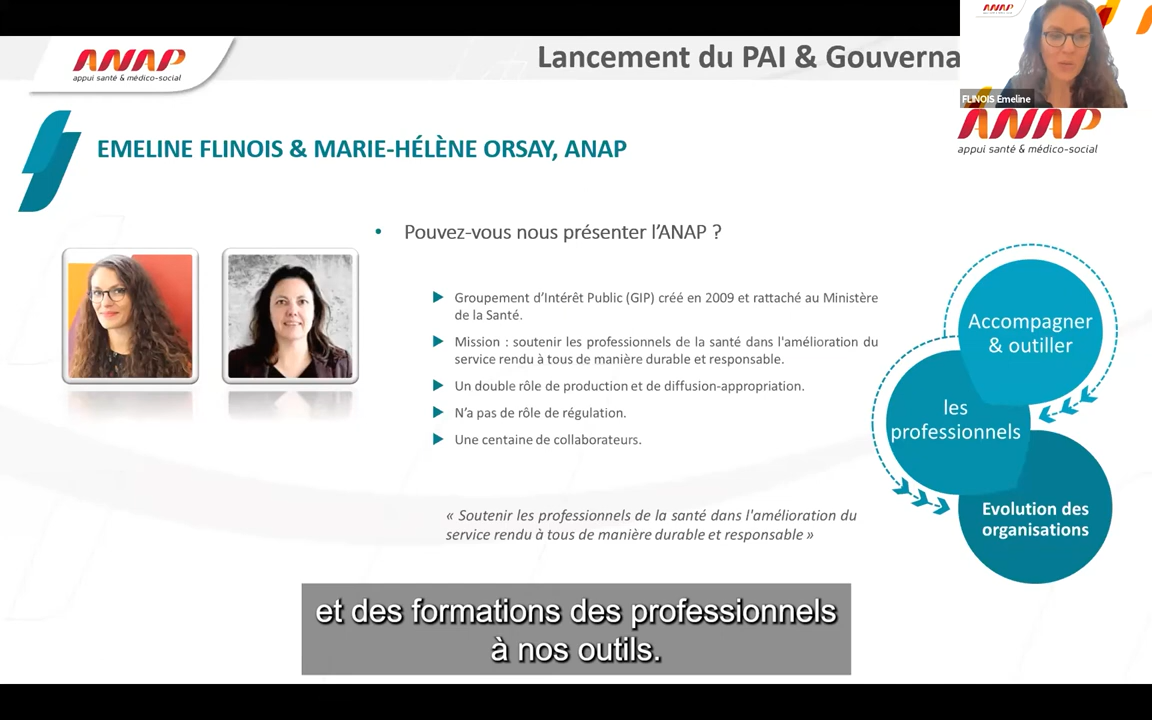 ANAP
appui santé & médico-social
Lancement du PAI & Gouverna
ANAP
FLINOIS Emeline
ANAP
appui santé & médico-social
EMELINE FLINOIS & MARIE-HÉLÈNE ORSAY, ANAP
• Pouvez-vous nous présenter l'ANAP ?
Groupement d'Intérêt Public (GIP) créé en 2009 et rattaché au Ministère
de la Santé.
Mission : soutenir les professionnels de la santé dans l'amélioration du
service rendu à tous de manière durable et responsable.
Un double rôle de production et de diffusion-appropriation.
N'a pas de rôle de régulation.
Une centaine de collaborateurs.
« Soutenir les professionnels de la santé dans l'amélioration du
service rendu à tous de manière durable et responsable »
Accompagner
& outiller
les
professionnels
Evolution des
organisations
et des formations des professionnels
à nos outils.